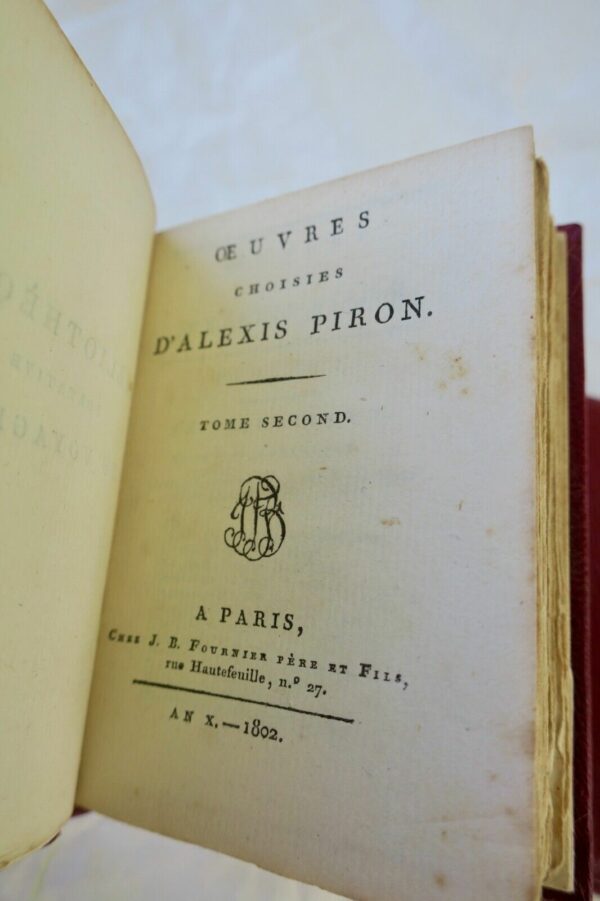 ŒUVRES
CHOISIES
D'ALEXIS PIRON.
TOME SECOND.
A PARIS,
CHEZ J. B. FOURNIER PÈRE ET FILS,
rue Hautefeuille, n.º 27.
AN X.—1802.